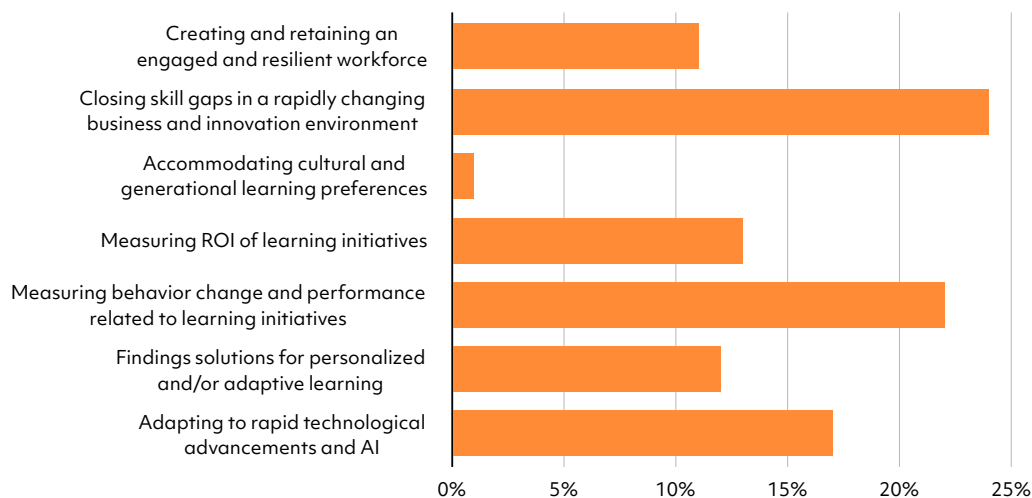 Creating and retaining an
engaged and resilient workforce
Closing skill gaps in a rapidly changing
business and innovation environment
Accommodating cultural and
generational learning preferences
Measuring ROI of learning initiatives
Measuring behavior change and performance
related to learning initiatives
Findings solutions for personalized
and/or adaptive learning
Adapting to rapid technological
advancements and AI
0% 5% 10% 15% 20% 25%